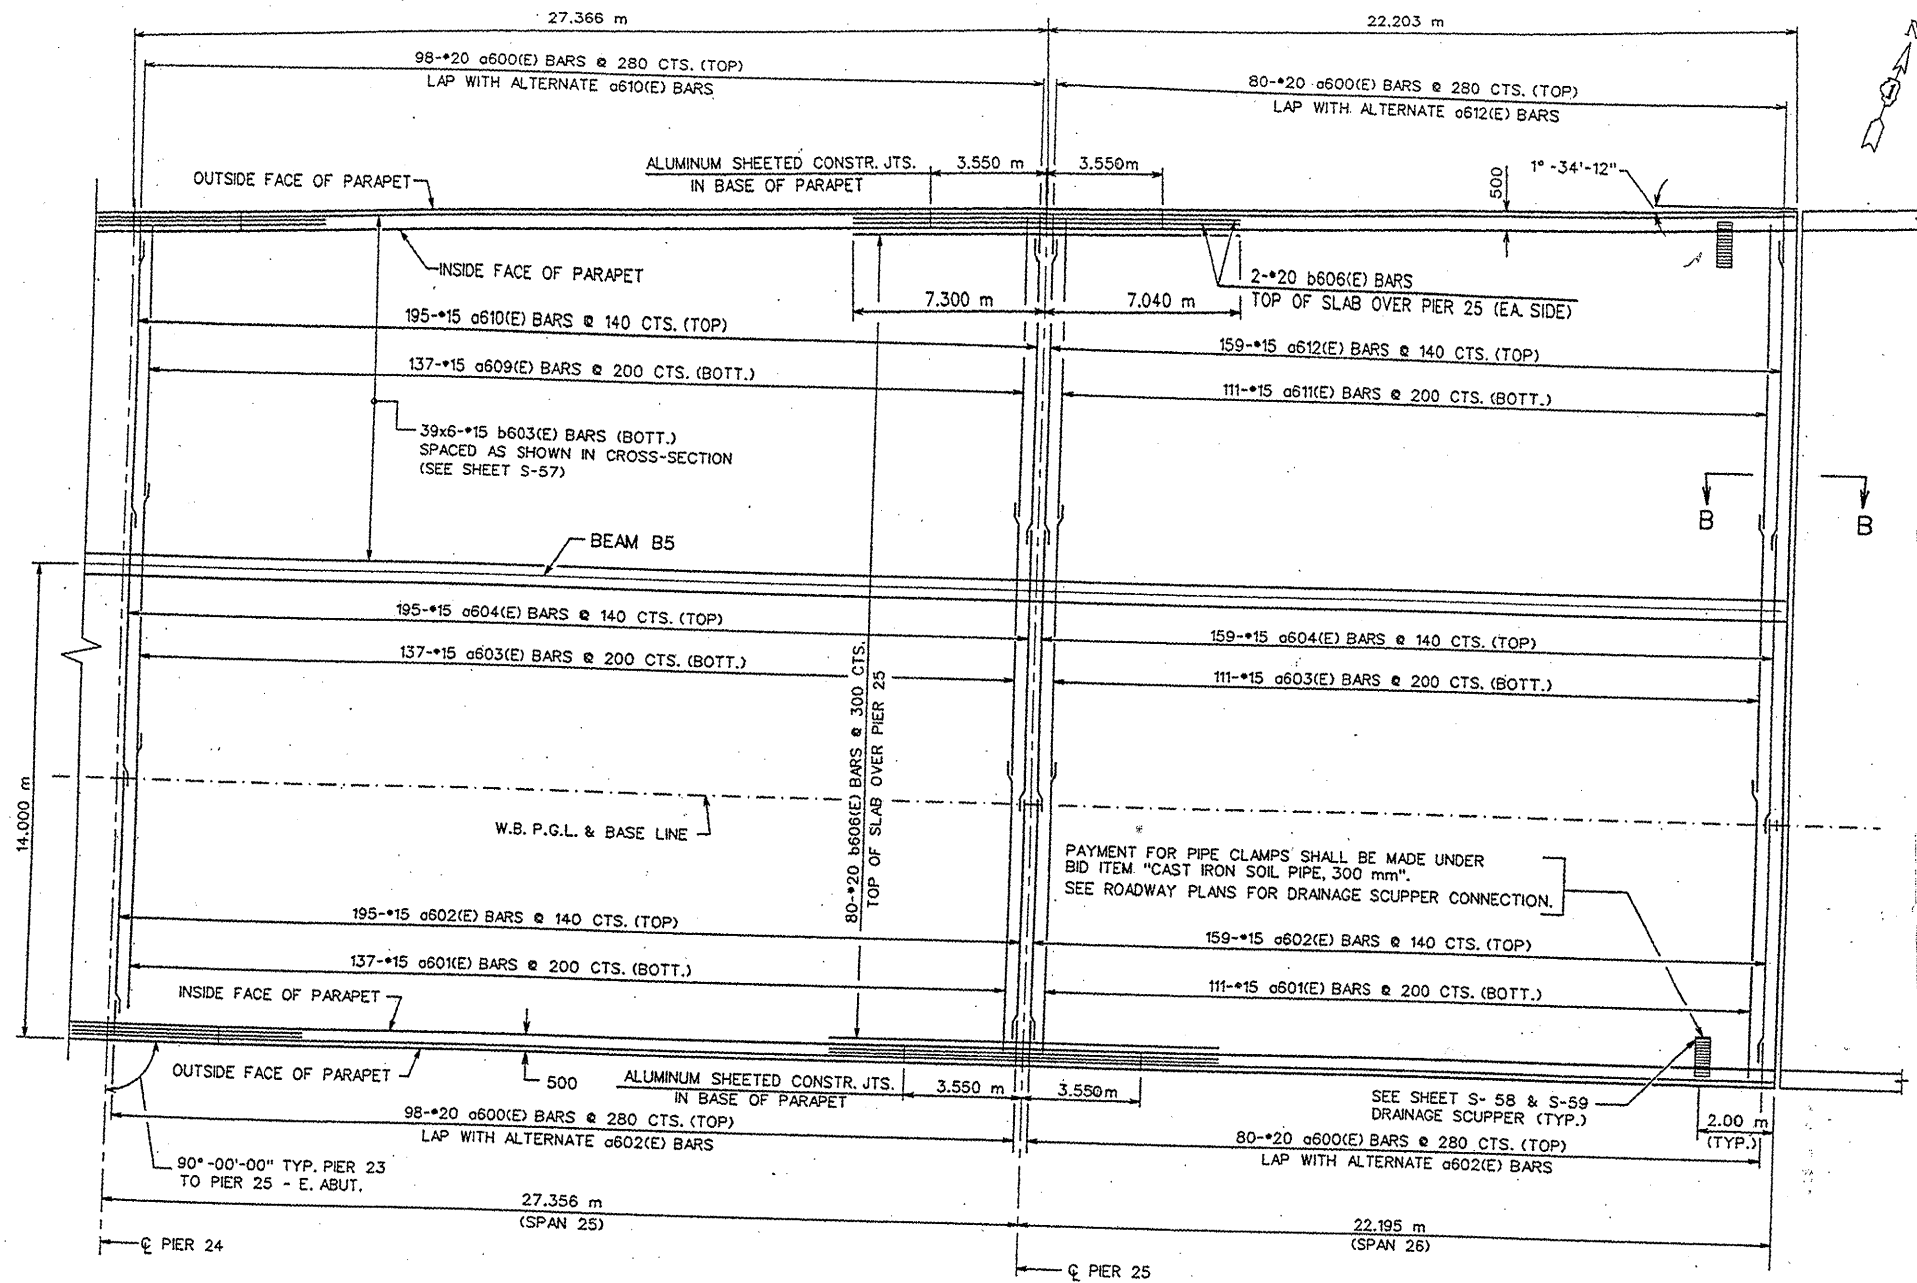 27.366 m
22.203 m
98-#20 a600(E) BARS @ 280 CTS. (TOP)
LAP WITH ALTERNATE a610(E) BARS
80-#20 a600(E) BARS @ 280 CTS. (TOP)
LAP WITH ALTERNATE a612(E) BARS
N
ALUMINUM SHEETED CONSTR. JTS.
IN BASE OF PARAPET
3.550 m
3.550m
500
1° -34'-12"
OUTSIDE FACE OF PARAPET
INSIDE FACE OF PARAPET
7.300 m
7.040 m
2-#20 b606(E) BARS
TOP OF SLAB OVER PIER 25 (EA. SIDE)
195-#15 a610(E) BARS @ 140 CTS. (TOP)
159-#15 a612(E) BARS @ 140 CTS. (TOP)
137-#15 a609(E) BARS @ 200 CTS. (BOTT.)
111-#15 a611(E) BARS @ 200 CTS. (BOTT.)
39x6-#15 b603(E) BARS (BOTT.)
SPACED AS SHOWN IN CROSS-SECTION
(SEE SHEET S-57)
B
B
BEAM B5
195-#15 a604(E) BARS @ 140 CTS. (TOP)
159-#15 a604(E) BARS @ 140 CTS. (TOP)
137-#15 a603(E) BARS @ 200 CTS. (BOTT.)
111-#15 a603(E) BARS @ 200 CTS. (BOTT.)
80-#20 b606(E) BARS @ 300 CTS.
TOP OF SLAB OVER PIER 25
14.000 m
W.B. P.G.L. & BASE LINE
PAYMENT FOR PIPE CLAMPS SHALL BE MADE UNDER
BID ITEM "CAST IRON SOIL PIPE, 300 mm".
SEE ROADWAY PLANS FOR DRAINAGE SCUPPER CONNECTION.
195-#15 a602(E) BARS @ 140 CTS. (TOP)
159-#15 a602(E) BARS @ 140 CTS. (TOP)
137-#15 a601(E) BARS @ 200 CTS. (BOTT.)
111-#15 a601(E) BARS @ 200 CTS. (BOTT.)
INSIDE FACE OF PARAPET
OUTSIDE FACE OF PARAPET
500
ALUMINUM SHEETED CONSTR. JTS.
IN BASE OF PARAPET
3.550 m
3.550m
SEE SHEET S- 58 & S-59
DRAINAGE SCUPPER (TYP.)
2.00 m
(TYP.)
98-#20 a600(E) BARS @ 280 CTS. (TOP)
LAP WITH ALTERNATE a602(E) BARS
80-#20 a600(E) BARS @ 280 CTS. (TOP)
LAP WITH ALTERNATE a602(E) BARS
90° -00'-00" TYP. PIER 23
TO PIER 25 - E. ABUT.
27.356 m
(SPAN 25)
22.195 m
(SPAN 26)
℄ PIER 24
℄ PIER 25